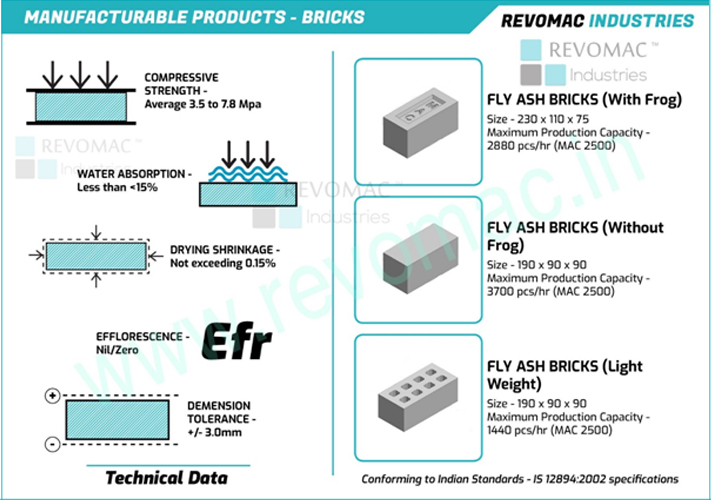 MANUFACTURABLE PRODUCTS - BRICKS
REVOMAC INDUSTRIES
REVOMAC™
Industries
COMPRESSIVE
STRENGTH -
Average 3.5 to 7.8 Mpa
REVOMAC
Industries
WATER ABSORPTION -
Less than <15%
REVOMAC
Industries
DRYING SHRINKAGE -
Not exceeding 0.15%
EFFLORESCENCE -
Nil/Zero
Efr
+
DEMENSION
TOLERANCE -
+/- 3.0mm
-
Technical Data
MAC
FLY ASH BRICKS (With Frog)
Size - 230 x 110 x 75
Maximum Production Capacity -
2880 pcs/hr (MAC 2500)
FLY ASH BRICKS (Without
Frog)
Size - 190 x 90 x 90
Maximum Production Capacity -
3700 pcs/hr (MAC 2500)
FLY ASH BRICKS (Light
Weight)
Size - 190 x 90 x 90
Maximum Production Capacity -
1440 pcs/hr (MAC 2500)
Conforming to Indian Standards - IS 12894:2002 specifications
www.revomac.in